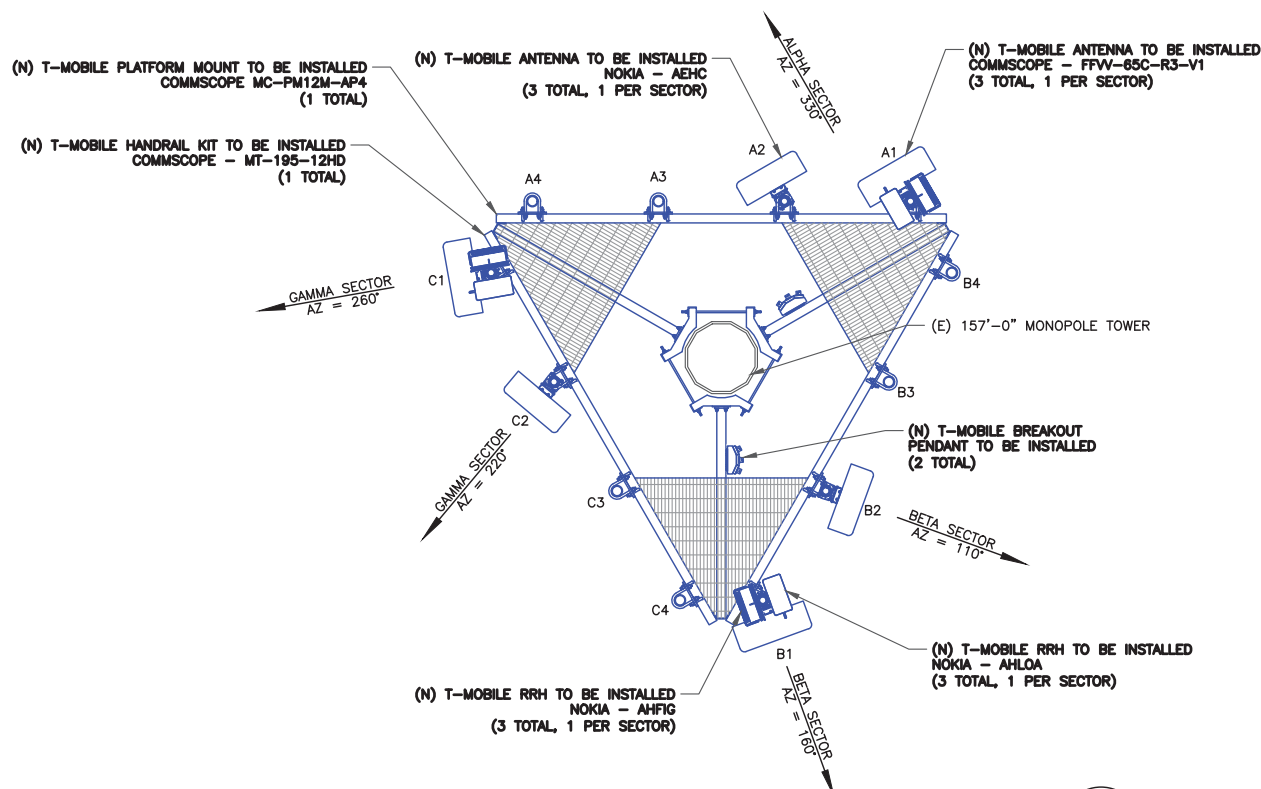 (N) T-MOBILE PLATFORM MOUNT TO BE INSTALLED
COMMSCOPE MC-PM12M-AP4
(1 TOTAL)
(N) T-MOBILE HANDRAIL KIT TO BE INSTALLED
COMMSCOPE - MT-195-12HD
(1 TOTAL)
(N) T-MOBILE ANTENNA TO BE INSTALLED
NOKIA - AEHC
(3 TOTAL, 1 PER SECTOR)
ALPHA SECTOR
AZ = 330°
(N) T-MOBILE ANTENNA TO BE INSTALLED
COMMSCOPE - FFVV-65C-R3-V1
(3 TOTAL, 1 PER SECTOR)
A4
A3
A2
A1
C1
GAMMA SECTOR
AZ = 260°
B4
(E) 157'-0" MONOPOLE TOWER
B3
C2
GAMMA SECTOR
AZ = 220°
(N) T-MOBILE BREAKOUT
PENDANT TO BE INSTALLED
(2 TOTAL)
C3
B2
BETA SECTOR
AZ = 110°
C4
B1
(N) T-MOBILE RRH TO BE INSTALLED
NOKIA - AHLOA
(3 TOTAL, 1 PER SECTOR)
(N) T-MOBILE RRH TO BE INSTALLED
NOKIA - AHFIG
(3 TOTAL, 1 PER SECTOR)
BETA SECTOR
AZ = 160°